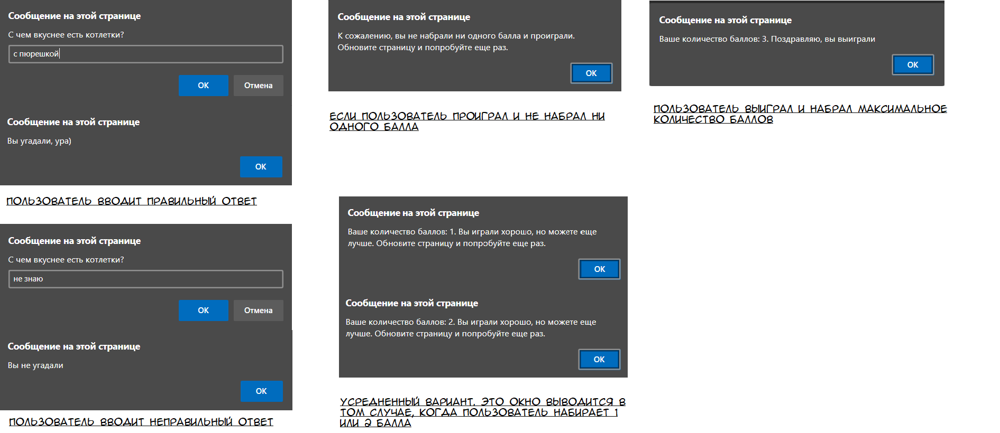 Сообщение на этой странице
С чем вкуснее есть котлетки?
с пюрешкой
OK
Отмена
Сообщение на этой странице
Вы угадали, ура)
OK
ПОЛЬЗОВАТЕЛЬ ВВОДИТ ПРАВИЛЬНЫЙ ОТВЕТ
Сообщение на этой странице
С чем вкуснее есть котлетки?
не знаю
OK
Отмена
Сообщение на этой странице
Вы не угадали
OK
ПОЛЬЗОВАТЕЛЬ ВВОДИТ НЕПРАВИЛЬНЫЙ ОТВЕТ
Сообщение на этой странице
К сожалению, вы не набрали ни одного балла и проиграли.
Обновите страницу и попробуйте еще раз.
OK
ЕСЛИ ПОЛЬЗОВАТЕЛЬ ПРОИГРАЛ И НЕ НАБРАЛ НИ
ОДНОГО БАЛЛА
Сообщение на этой странице
Ваше количество баллов: 1. Вы играли хорошо, но можете еще
лучше. Обновите страницу и попробуйте еще раз.
OK
Сообщение на этой странице
Ваше количество баллов: 2. Вы играли хорошо, но можете еще
лучше. Обновите страницу и попробуйте еще раз.
OK
УСРЕДНЕННЫЙ ВАРИАНТ. ЭТО ОКНО ВЫВОДИТСЯ В
ТОМ СЛУЧАЕ, КОГДА ПОЛЬЗОВАТЕЛЬ НАБИРАЕТ 1
ИЛИ 2 БАЛЛА
Сообщение на этой странице
Ваше количество баллов: 3. Поздравляю, вы выиграли
OK
ПОЛЬЗОВАТЕЛЬ ВЫИГРАЛ И НАБРАЛ МАКСИМАЛЬНОЕ
КОЛИЧЕСТВО БАЛЛОВ